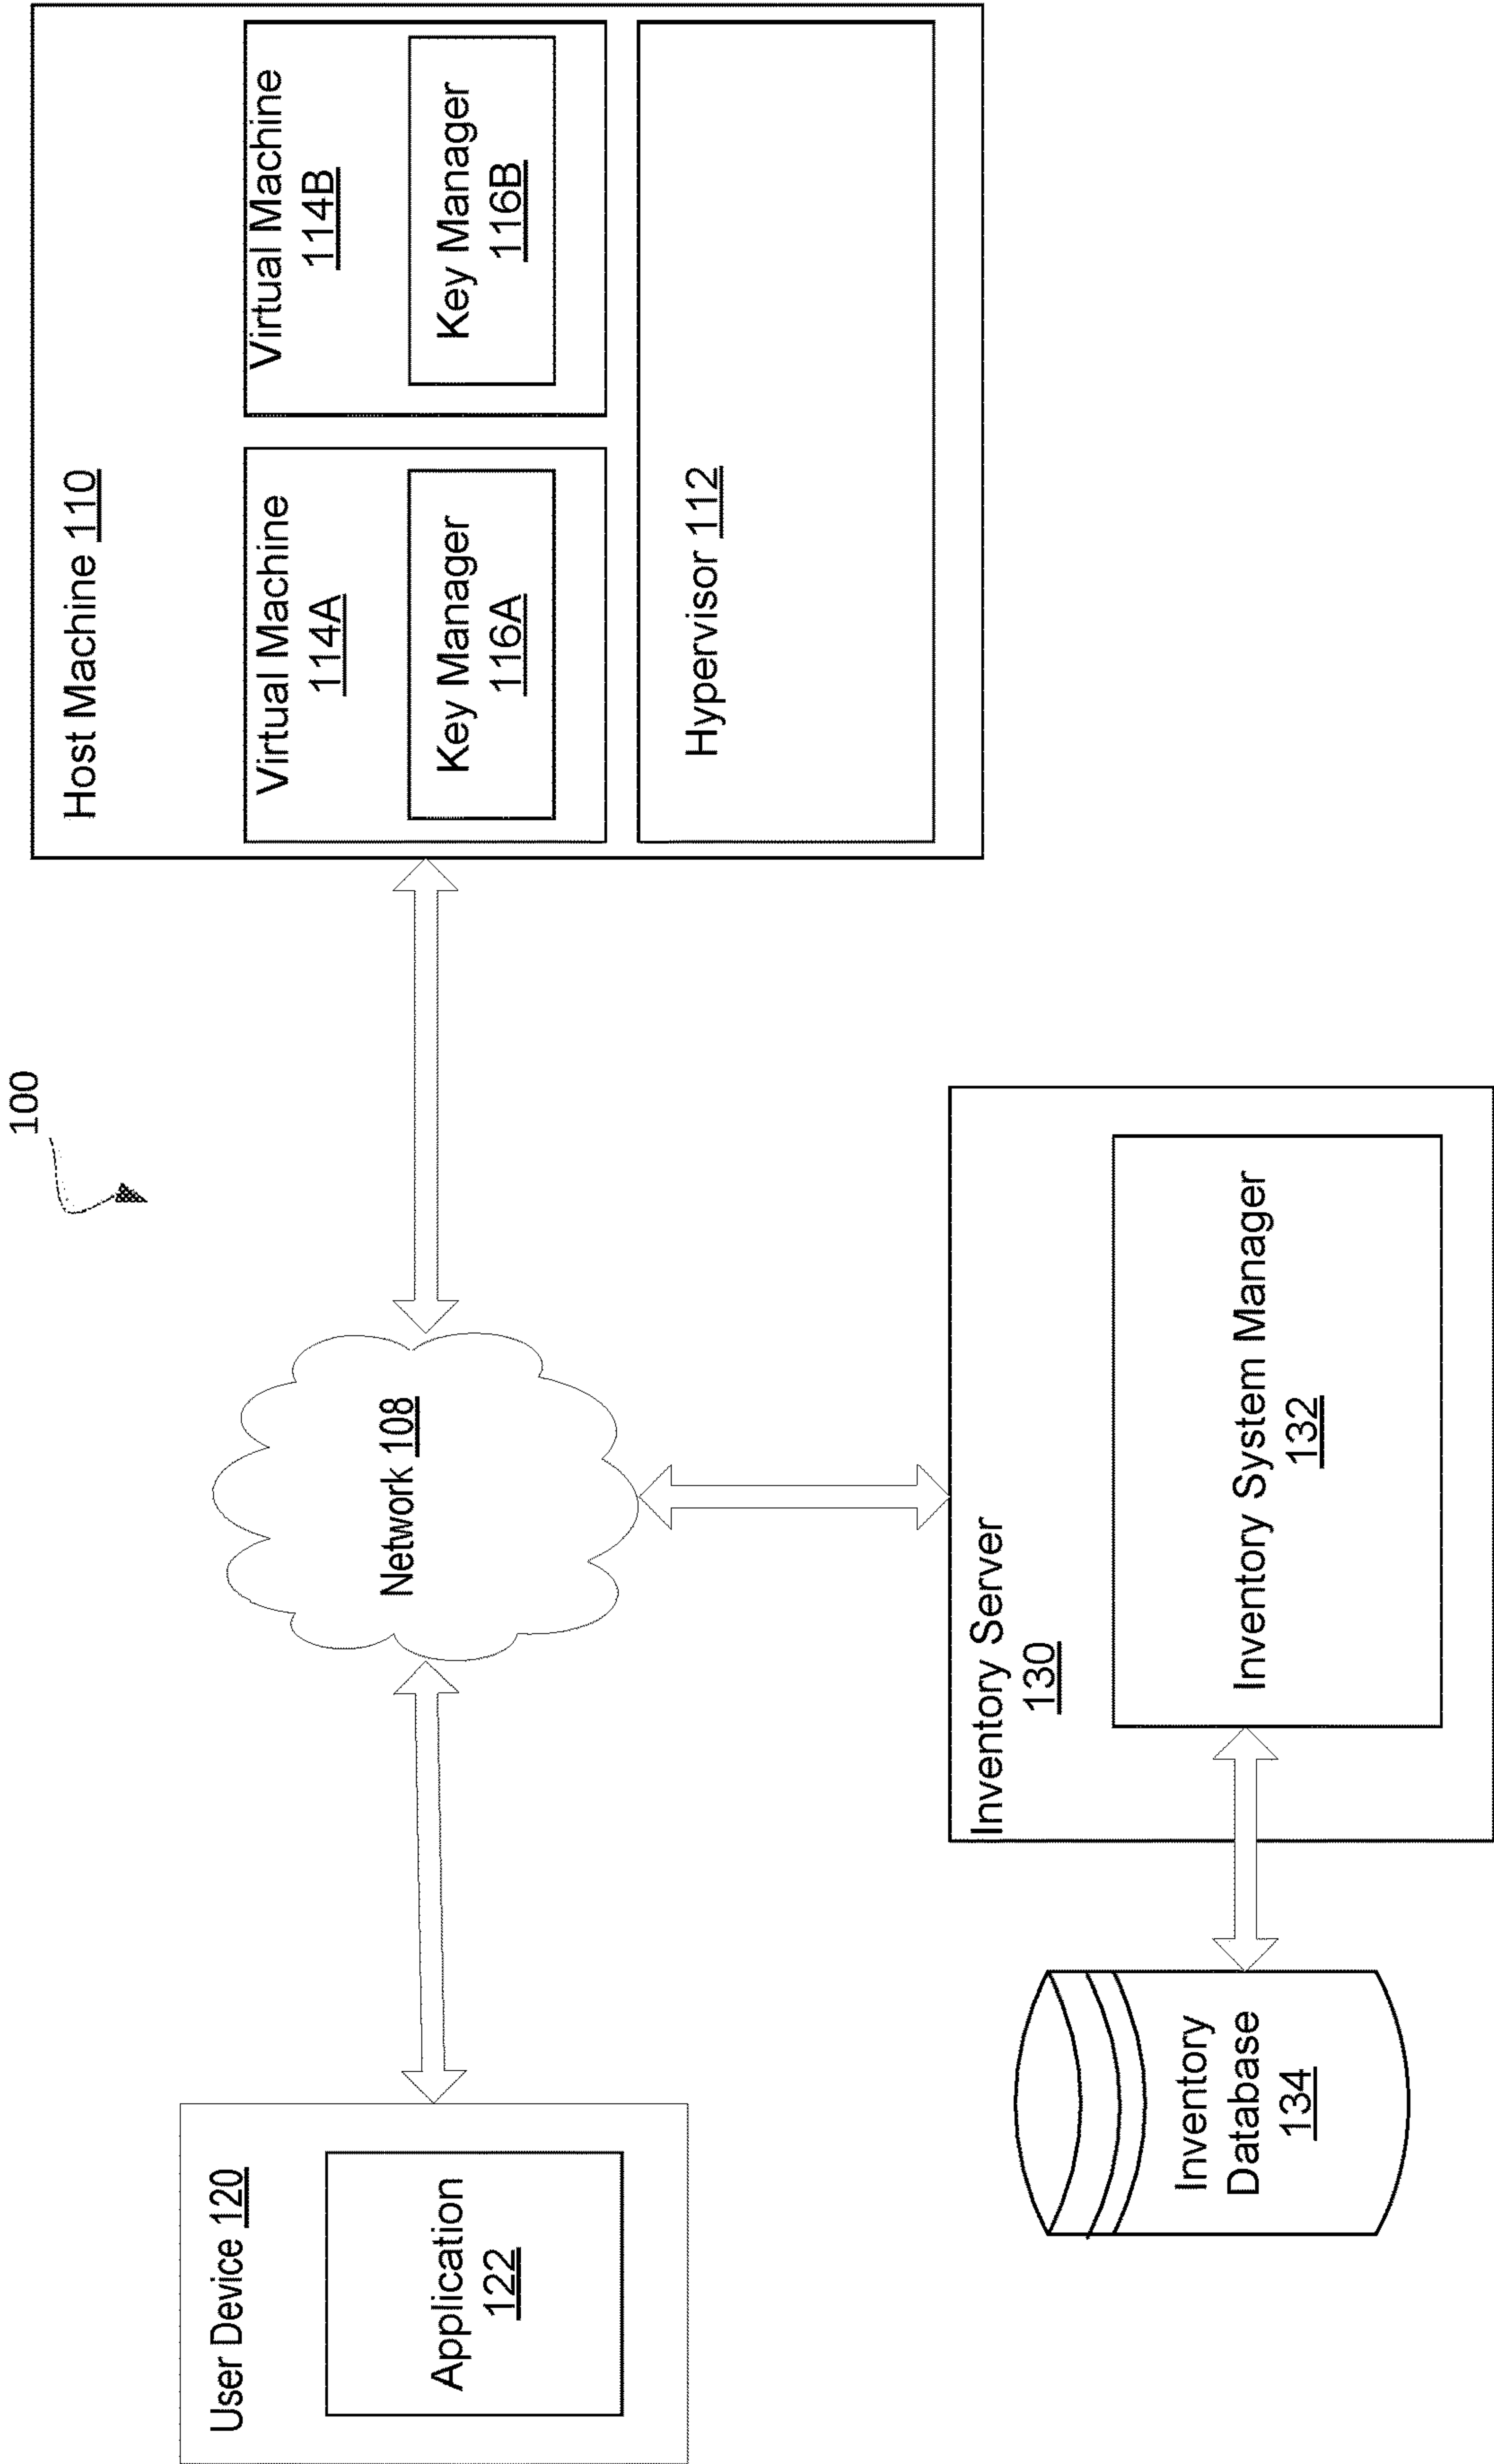 100
User Device 120
Application
122
Network 108
Host Machine 110
Virtual Machine
114A
Key Manager
116A
Virtual Machine
114B
Key Manager
116B
Hypervisor 112
Inventory Server
130
Inventory System Manager
132
Inventory
Database
134